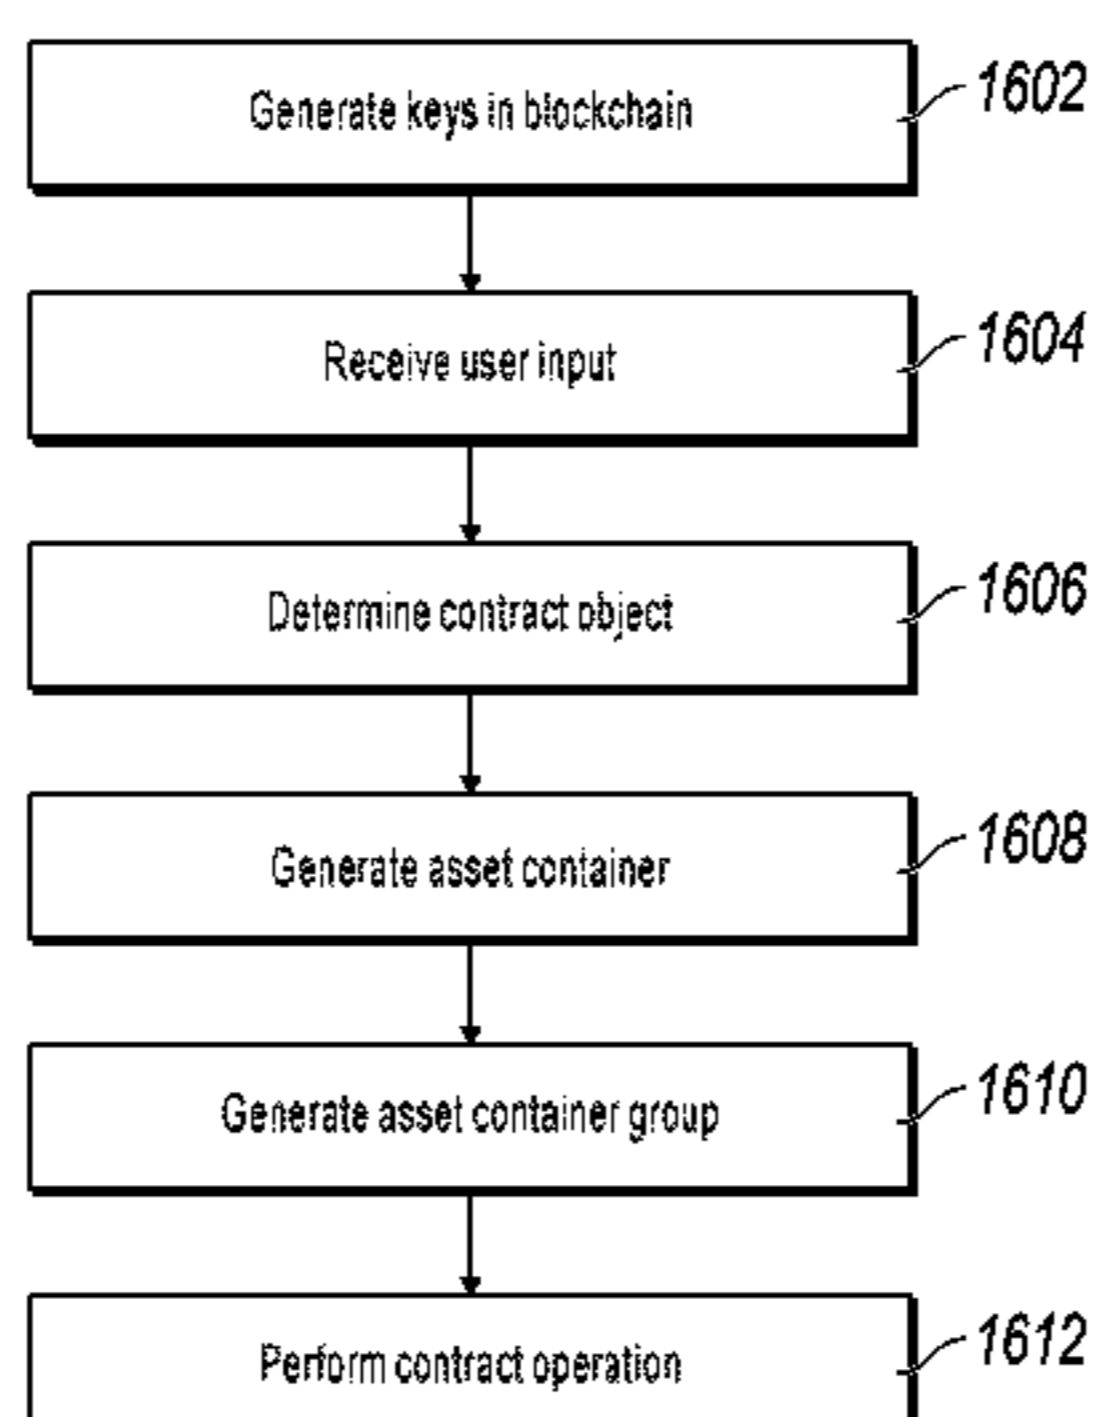 Generate keys in blockchain 1602
Receive user input 1604
Determine contract object 1606
Generate asset container 1608
Generate asset container group 1610
Perform contract operation 1612